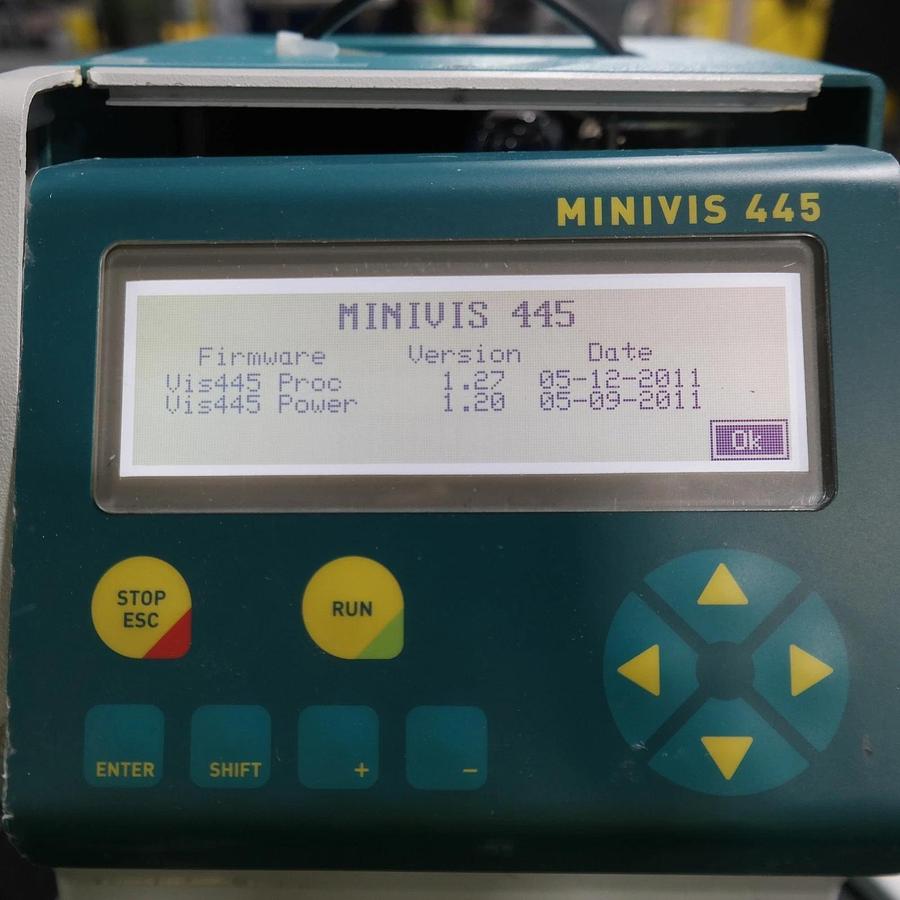 MINIVIS 445
MINIVIS 445
Firmware Version Date
Vis445 Proc 1.27 05-12-2011
Vis445 Power 1.20 05-09-2011
Ok
STOP
ESC
RUN
ENTER SHIFT + -